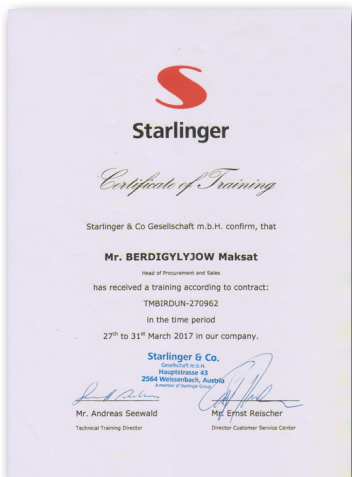 Starlinger
Certificate of Training
Starlinger & Co Gesellschaft m.b.H. confirm, that
Mr. BERDIGYLYJOW Maksat
Head of Procurement and Sales
has received a training according to contract:
TMBIRDUN-270962
in the time period
27th to 31st March 2017 in our company.
Starlinger & Co.
Gesellschaft m.b.H.
Hauptstrasse 43
2564 Weissenbach, Austria
A member of Starlinger Group
Mr. Andreas Seewald
Mr. Ernst Reischer
Technical Training Director
Director Customer Service Center